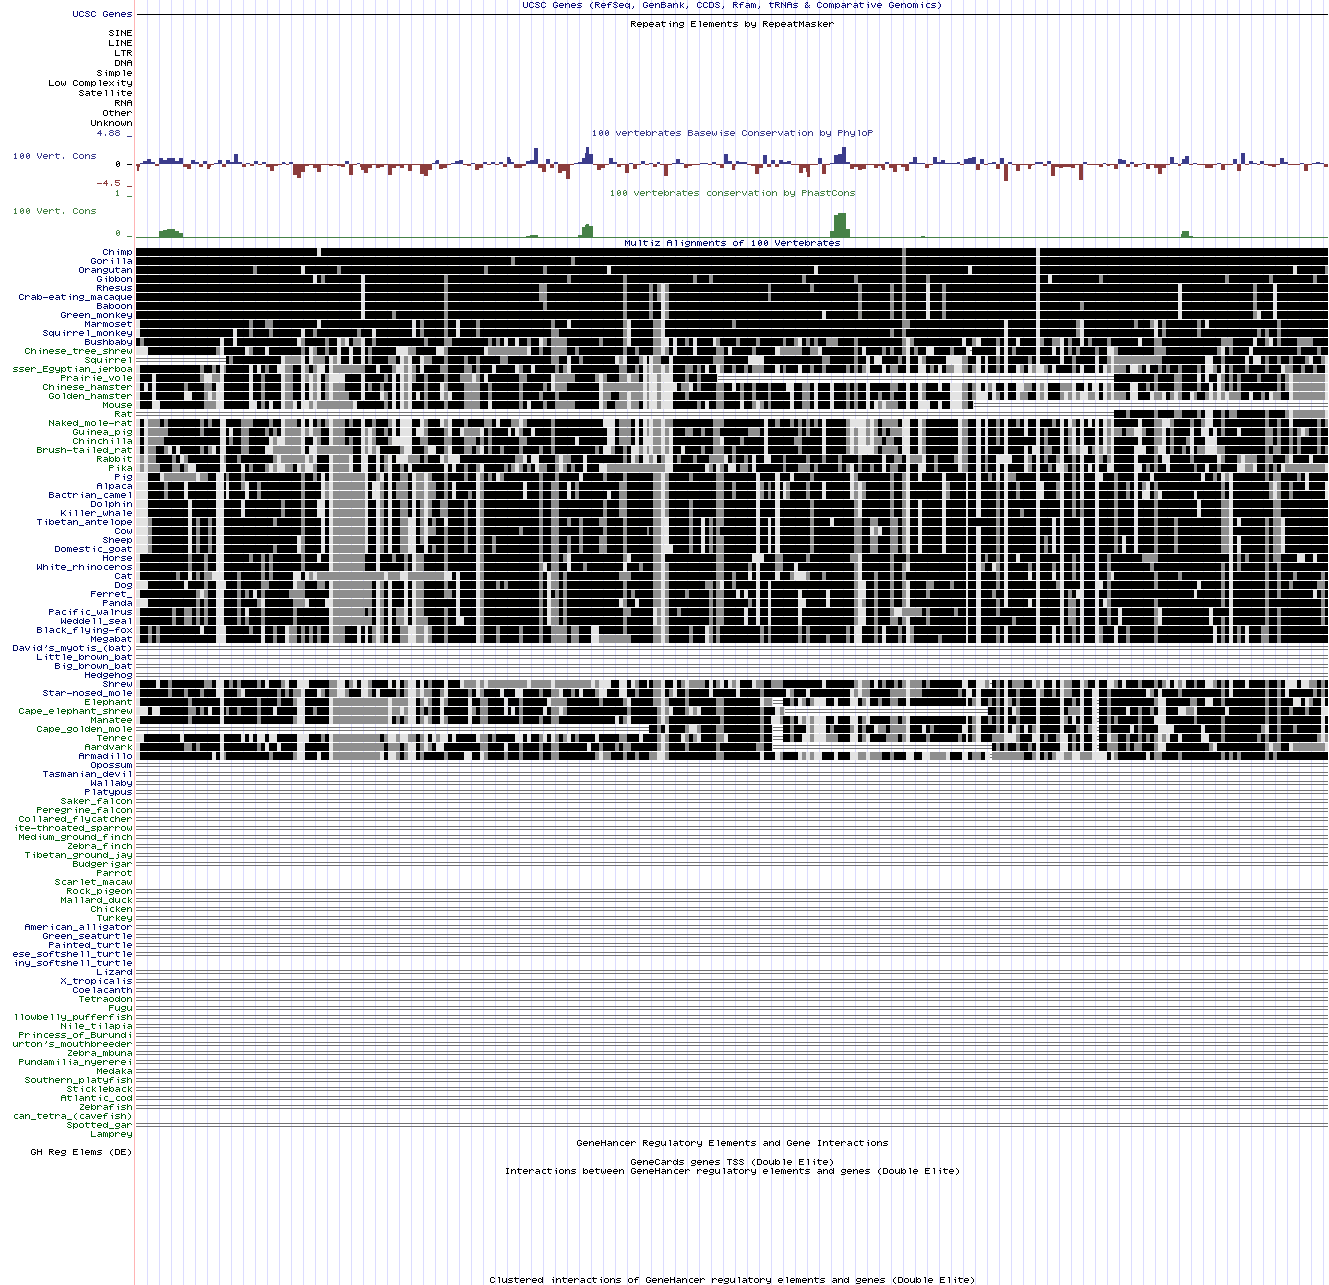 UCSC Genes (RefSeq, GenBank, CCDS, Rfam, tRNAs & Comparative Genomics)
UCSC Genes
Repeating Elements by RepeatMasker
SINE
LINE
LTR
DNA
Simple
Low Complexity
Satellite
RNA
Other
Unknown
4.88 _
100 vertebrates Basewise Conservation by PhyloP
100 Vert. Cons
0 _
-4.5 _
1 _
100 vertebrates conservation by PhastCons
100 Vert. Cons
0 _
Multiz Alignments of 100 Vertebrates
Chimp
Gorilla
Orangutan
Gibbon
Rhesus
Crab-eating_macaque
Baboon
Green_monkey
Marmoset
Squirrel_monkey
Bushbaby
Chinese_tree_shrew
Squirrel
sser_Egyptian_jerboa
Prairie_vole
Chinese_hamster
Golden_hamster
Mouse
Rat
Naked_mole-rat
Guinea_pig
Chinchilla
Brush-tailed_rat
Rabbit
Pika
Pig
Alpaca
Bactrian_camel
Dolphin
Killer_whale
Tibetan_antelope
Cow
Sheep
Domestic_goat
Horse
White_rhinoceros
Cat
Dog
Ferret_
Panda
Pacific_walrus
Weddell_seal
Black_flying-fox
Megabat
David's_myotis_(bat)
Little_brown_bat
Big_brown_bat
Hedgehog
Shrew
Star-nosed_mole
Elephant
Cape_elephant_shrew
Manatee
Cape_golden_mole
Tenrec
Aardvark
Armadillo
Opossum
Tasmanian_devil
Wallaby
Platypus
Saker_falcon
Peregrine_falcon
Collared_flycatcher
ite-throated_sparrow
Medium_ground_finch
Zebra_finch
Tibetan_ground_jay
Budgerigar
Parrot
Scarlet_macaw
Rock_pigeon
Mallard_duck
Chicken
Turkey
American_alligator
Green_seaturtle
Painted_turtle
ese_softshell_turtle
iny_softshell_turtle
Lizard
X_tropicalis
Coelacanth
Tetraodon
Fugu
llowbelly_pufferfish
Nile_tilapia
Princess_of_Burundi
urton's_mouthbreeder
Zebra_mbuna
Pundamilia_nyererei
Medaka
Southern_platyfish
Stickleback
Atlantic_cod
Zebrafish
can_tetra_(cavefish)
Spotted_gar
Lamprey
GeneHancer Regulatory Elements and Gene Interactions
GH Reg Elems (DE)
GeneCards genes TSS (Double Elite)
Interactions between GeneHancer regulatory elements and genes (Double Elite)
Clustered interactions of GeneHancer regulatory elements and genes (Double Elite)